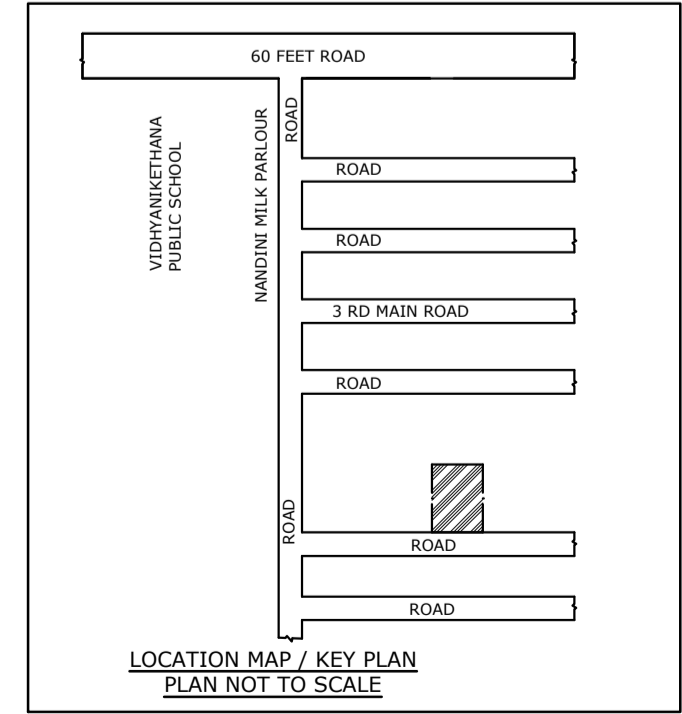 60 FEET ROAD
VIDHYANIKETHANA
PUBLIC SCHOOL
NANDINI MILK PARLOUR
ROAD
ROAD
ROAD
3 RD MAIN ROAD
ROAD
ROAD
ROAD
ROAD
LOCATION MAP / KEY PLAN
PLAN NOT TO SCALE